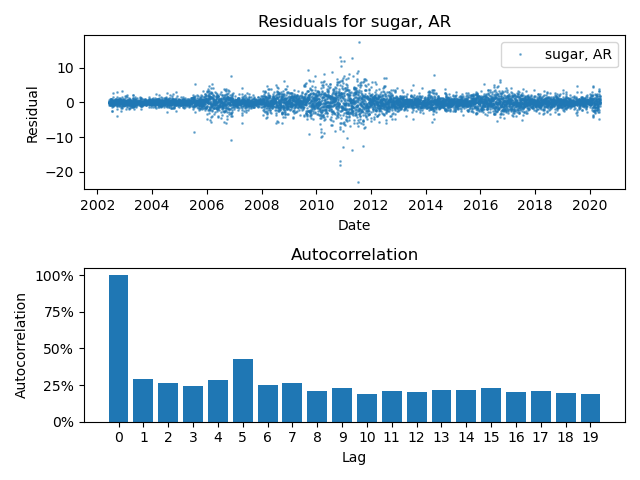 Residuals for sugar, AR
sugar, AR
10
0
−10
−20
Residual
2002 2004 2006 2008 2010 2012 2014 2016 2018 2020
Date
Autocorrelation
100%
75%
50%
25%
0%
Autocorrelation
0 1 2 3 4 5 6 7 8 9 10 11 12 13 14 15 16 17 18 19
Lag